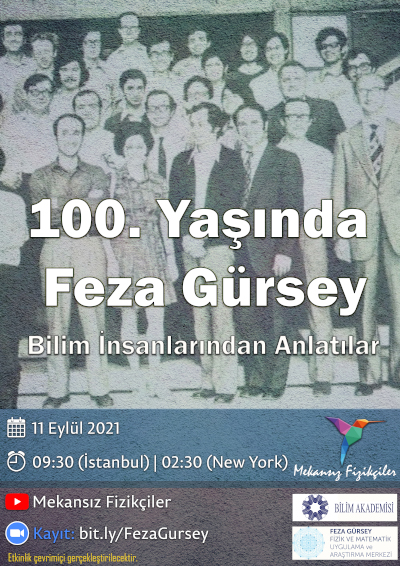 100. Yaşında
Feza Gürsey
Bilim İnsanlarından Anlatılar
11 Eylül 2021
09:30 (İstanbul) | 02:30 (New York)
Mekansız Fizikçiler
Mekansız Fizikçiler
Kayıt: bit.ly/FezaGursey
BİLİM AKADEMİSİ
FEZA GÜRSEY
FİZİK VE MATEMATİK
UYGULAMA ve
ARAŞTIRMA MERKEZİ
Etkinlik çevrimiçi gerçekleştirilecektir.